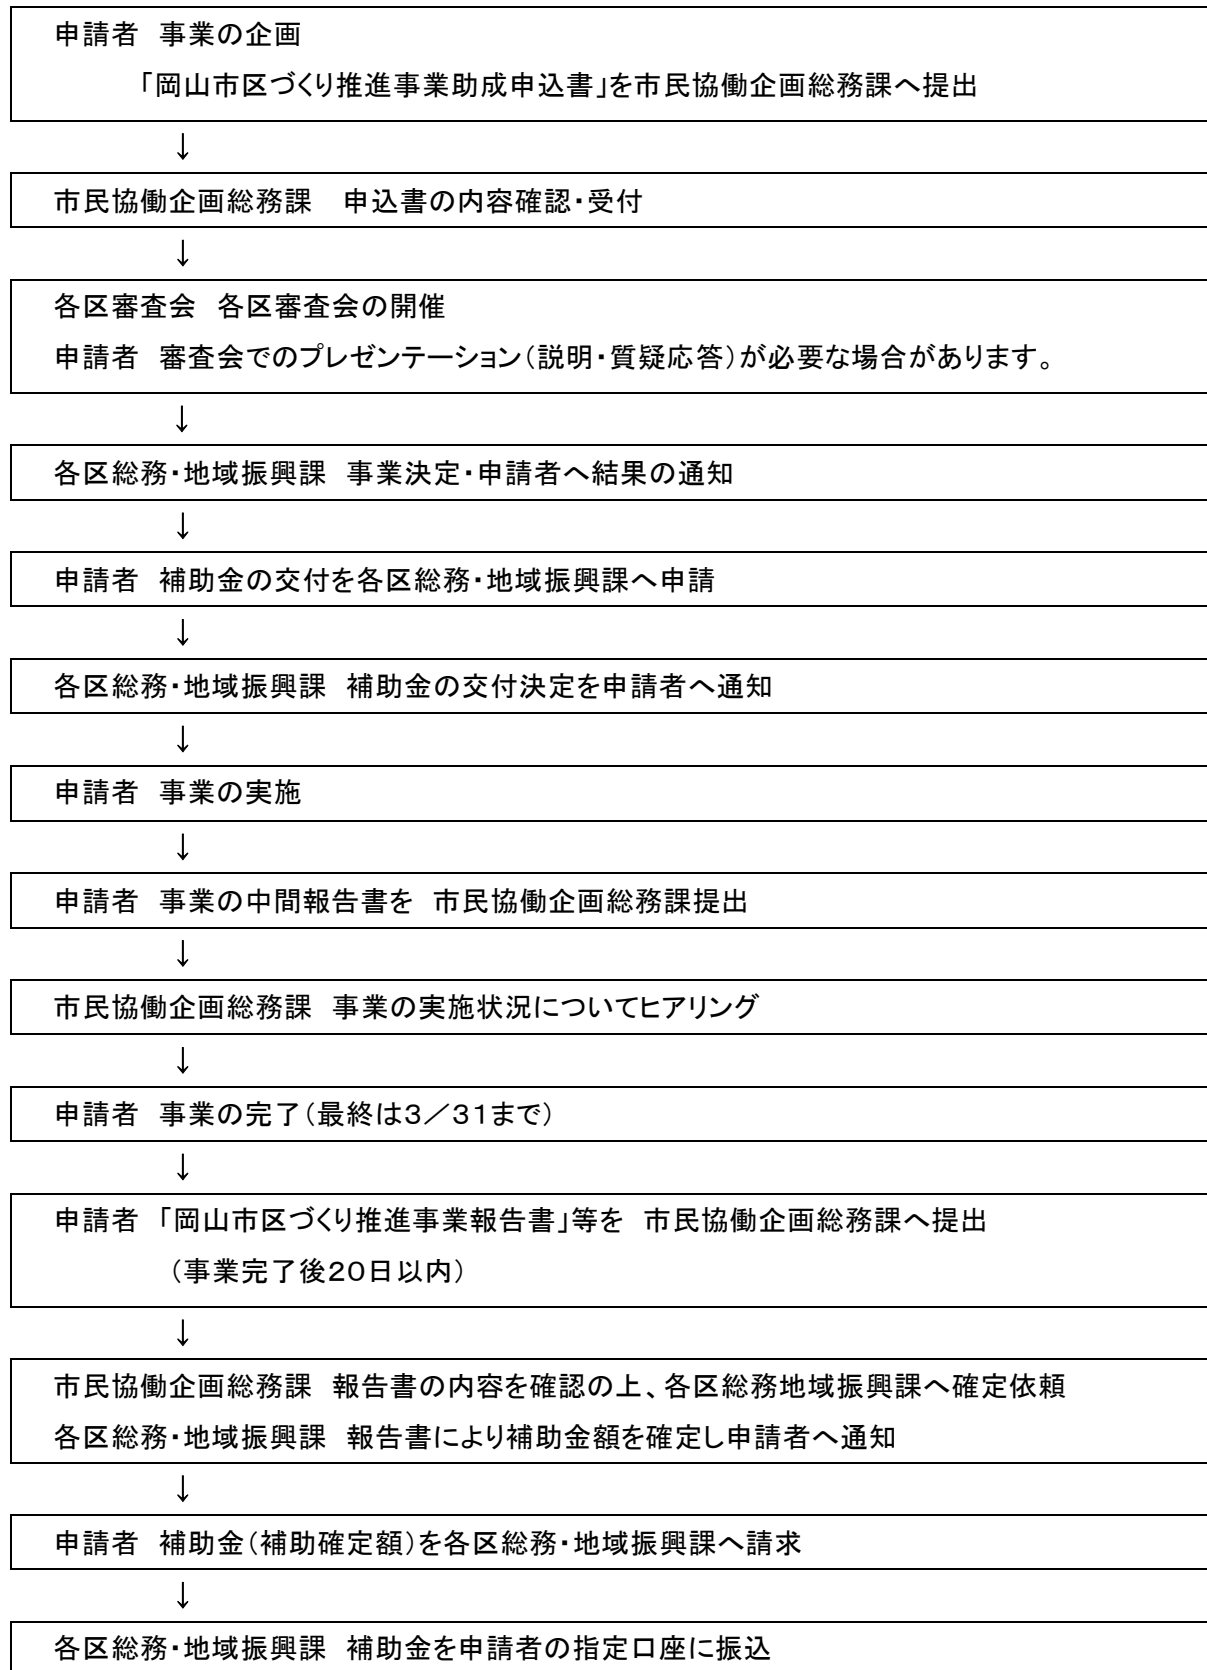 申請者　事業の企画
「岡山市区づくり推進事業助成申込書」を市民協働企画総務課へ提出
↓
市民協働企画総務課　申込書の内容確認・受付
↓
各区審査会　各区審査会の開催
申請者　審査会でのプレゼンテーション（説明・質疑応答）が必要な場合があります。
↓
各区総務・地域振興課　事業決定・申請者へ結果の通知
↓
申請者　補助金の交付を各区総務・地域振興課へ申請
↓
各区総務・地域振興課　補助金の交付決定を申請者へ通知
↓
申請者　事業の実施
↓
申請者　事業の中間報告書を　市民協働企画総務課提出
↓
市民協働企画総務課　事業の実施状況についてヒアリング
↓
申請者　事業の完了（最終は３／３１まで）
↓
申請者　「岡山市区づくり推進事業報告書」等を　市民協働企画総務課へ提出
（事業完了後２０日以内）
↓
市民協働企画総務課　報告書の内容を確認の上、各区総務地域振興課へ確定依頼
各区総務・地域振興課　報告書により補助金額を確定し申請者へ通知
↓
申請者　補助金（補助確定額）を各区総務・地域振興課へ請求
↓
各区総務・地域振興課　補助金を申請者の指定口座に振込